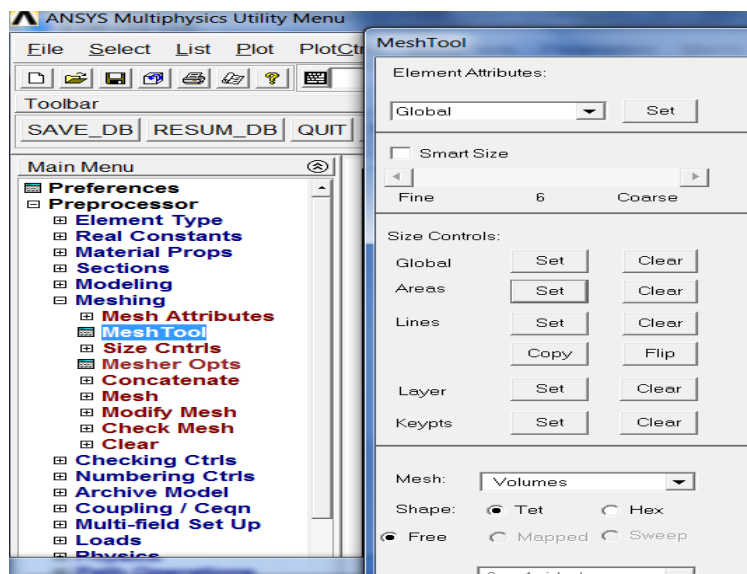 ANSYS Multiphysics Utility Menu
File Select List Plot PlotCtr
Toolbar
SAVE_DB RESUM_DB QUIT
Main Menu
Preferences
Preprocessor
Element Type
Real Constants
Material Props
Sections
Modeling
Meshing
Mesh Attributes
MeshTool
Size Cntrls
Mesher Opts
Concatenate
Mesh
Modify Mesh
Check Mesh
Clear
Checking Ctrls
Numbering Ctrls
Archive Model
Coupling / Ceqn
Multi-field Set Up
Loads
Physics
MeshTool
Element Attributes:
Global Set
Smart Size
Fine 6 Coarse
Size Controls:
Global Set Clear
Areas Set Clear
Lines Set Clear
Copy Flip
Layer Set Clear
Keypts Set Clear
Mesh: Volumes
Shape: Tet Hex
Free Mapped Sweep